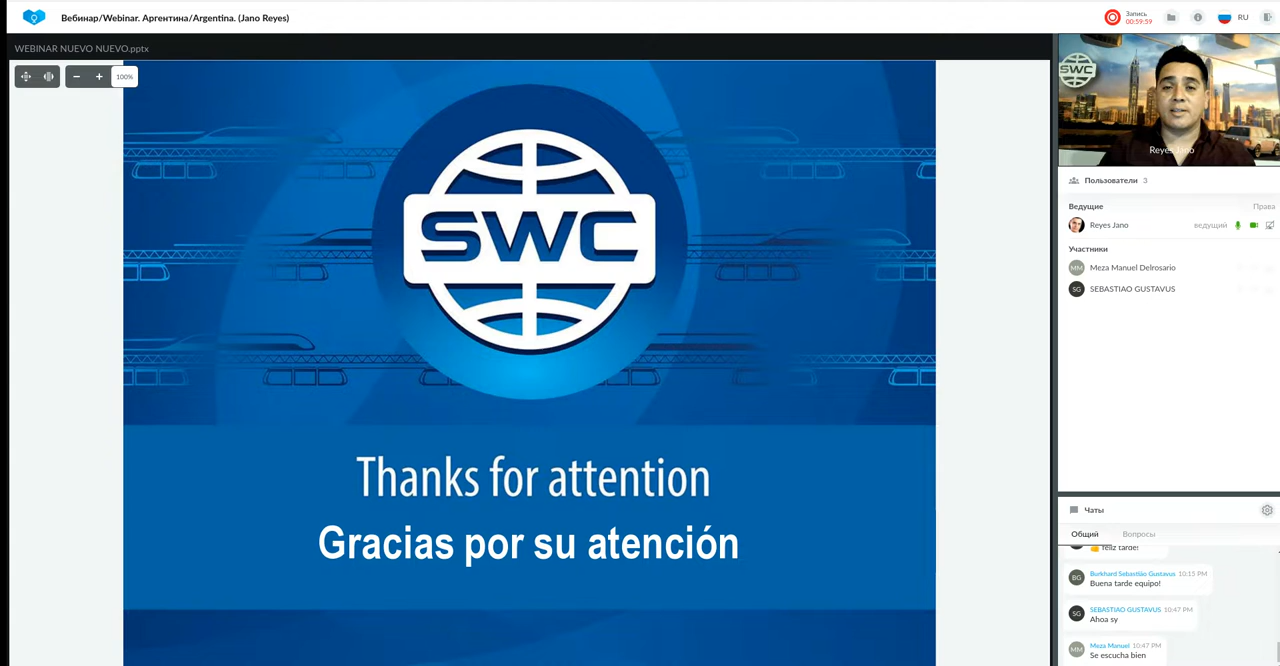 Вебинар/Webinar. Аргентина/Argentina. (Jano Reyes)
Запись
00:59:59
RU
WEBINAR NUEVO NUEVO.pptx
100%
SWC
Thanks for attention
Gracias por su atención
SWC
Reyes Jano
Пользователи 3
Ведущие Права
Reyes Jano ведущий
Участники
MM Meza Manuel Delrosario
SG SEBASTIAO GUSTAVUS
Чаты
Общий Вопросы
feliz tarde!
BG Burkhard Sebastião Gustavus 10:15 PM
Buena tarde equipo!
SG SEBASTIAO GUSTAVUS 10:47 PM
Ahoa sy
MM Meza Manuel 10:47 PM
Se escucha bien